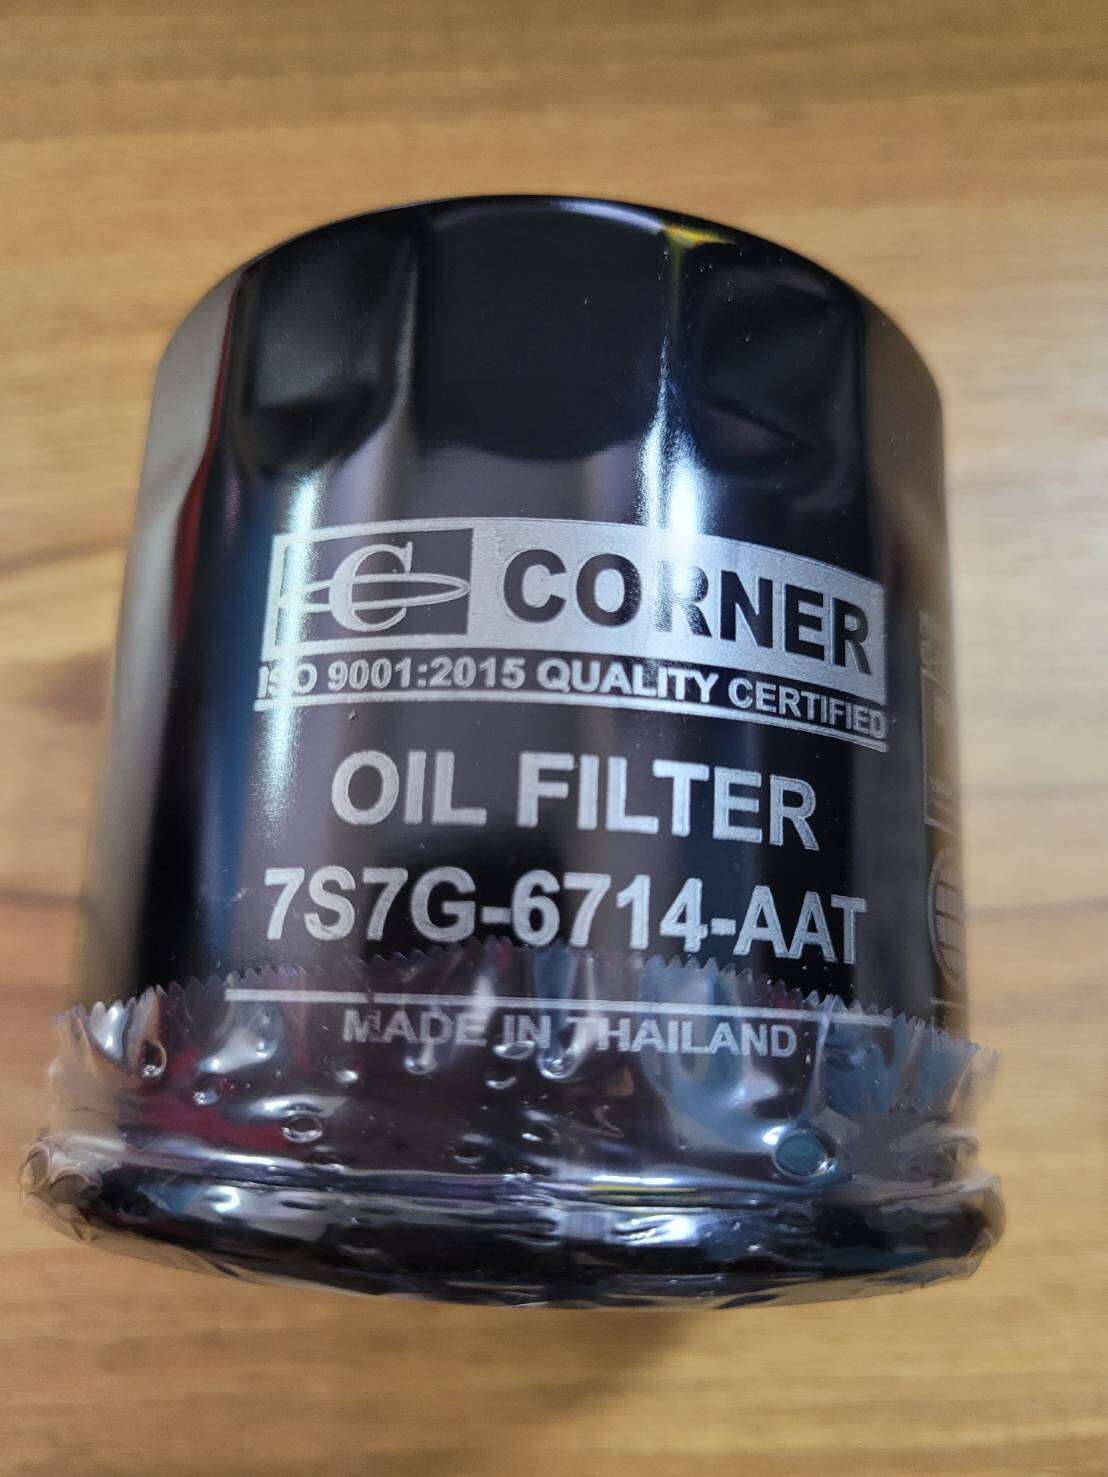 C CORNER
ISO 9001:2015 QUALITY CERTIFIED
OIL FILTER
7S7G-6714-AAT
MADE IN THAILAND